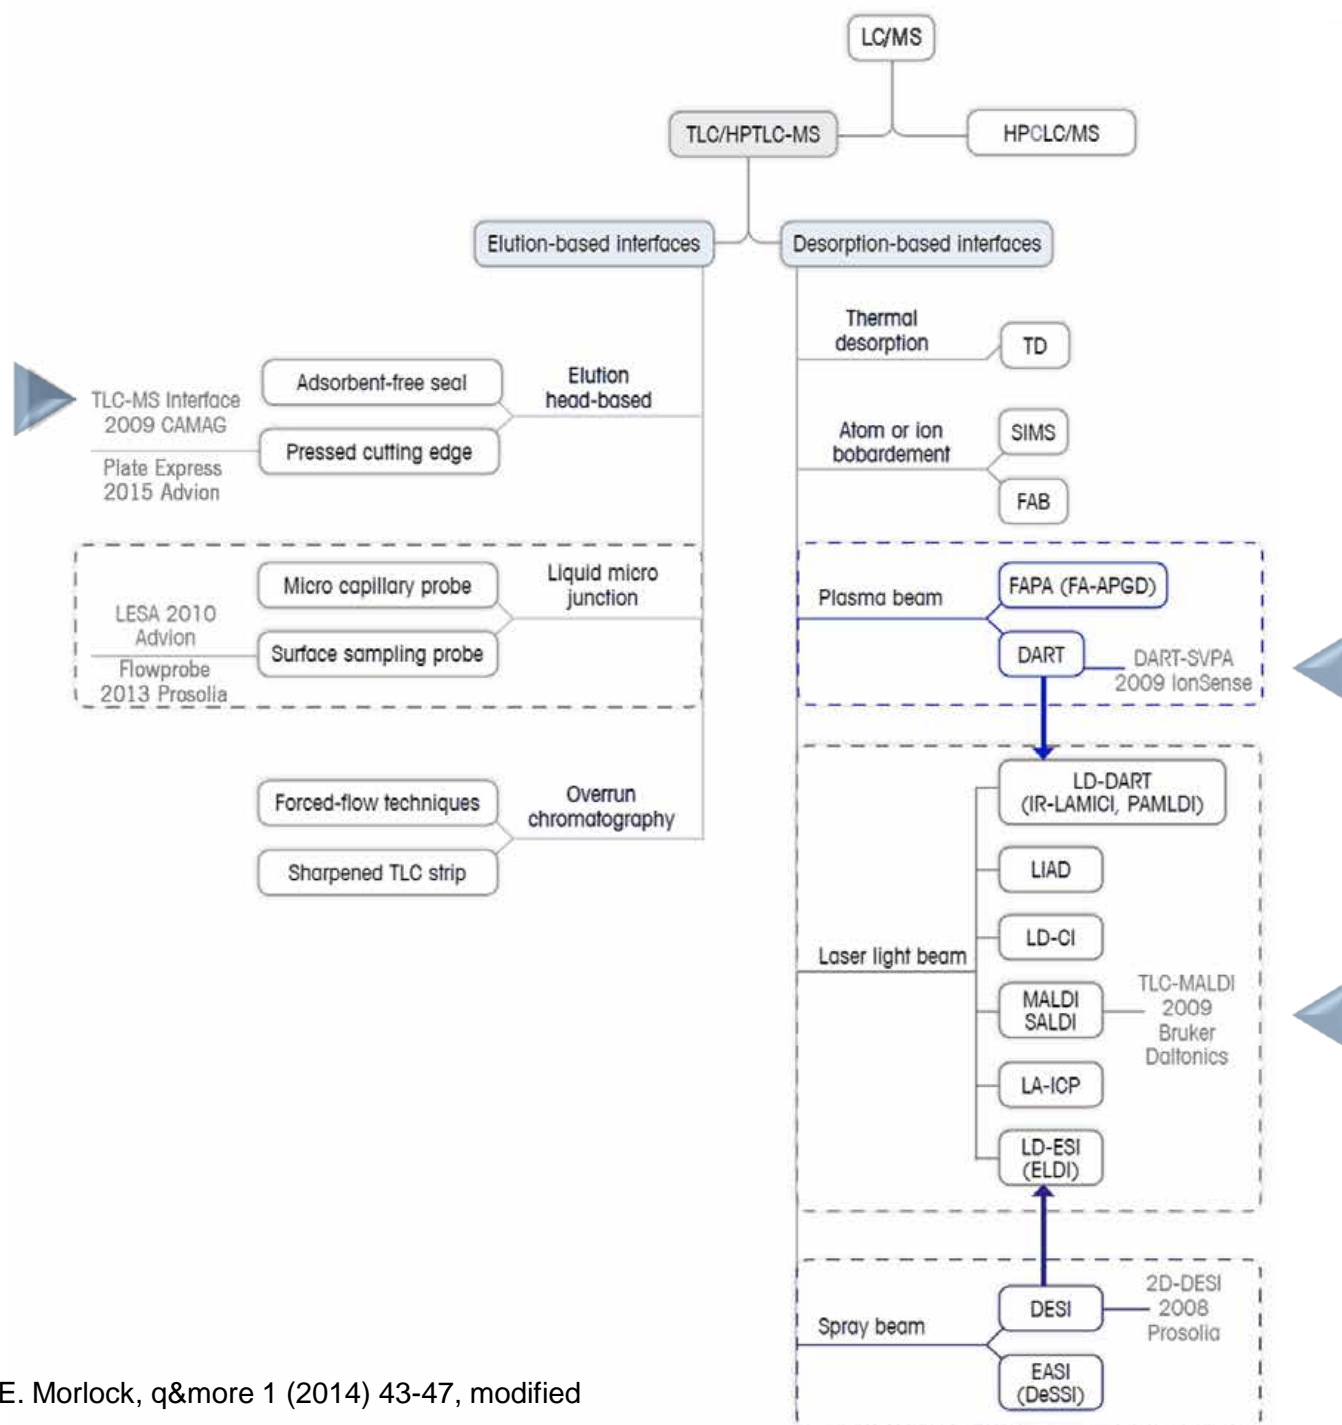 LC/MS
TLC/HPTLC-MS
HPCLC/MS
Elution-based interfaces
Desorption-based interfaces
Adsorbent-free seal
Elution
head-based
TLC-MS Interface
2009 CAMAG
Pressed cutting edge
Plate Express
2015 Advion
Micro capillary probe
Liquid micro
junction
LESA 2010
Advion
Surface sampling probe
Flowprobe
2013 Prosolia
Forced-flow techniques
Overrun
chromatography
Sharpened TLC strip
Thermal
desorption
TD
Atom or ion
bobardement
SIMS
FAB
Plasma beam
FAPA (FA-APGD)
DART
DART-SVPA
2009 IonSense
Laser light beam
LD-DART
(IR-LAMICI, PAMLDI)
LIAD
LD-CI
MALDI
SALDI
TLC-MALDI
2009
Bruker
Daltonics
LA-ICP
LD-ESI
(ELDI)
Spray beam
DESI
2D-DESI
2008
Prosolia
EASI
(DeSSI)
E. Morlock, q&more 1 (2014) 43-47, modified